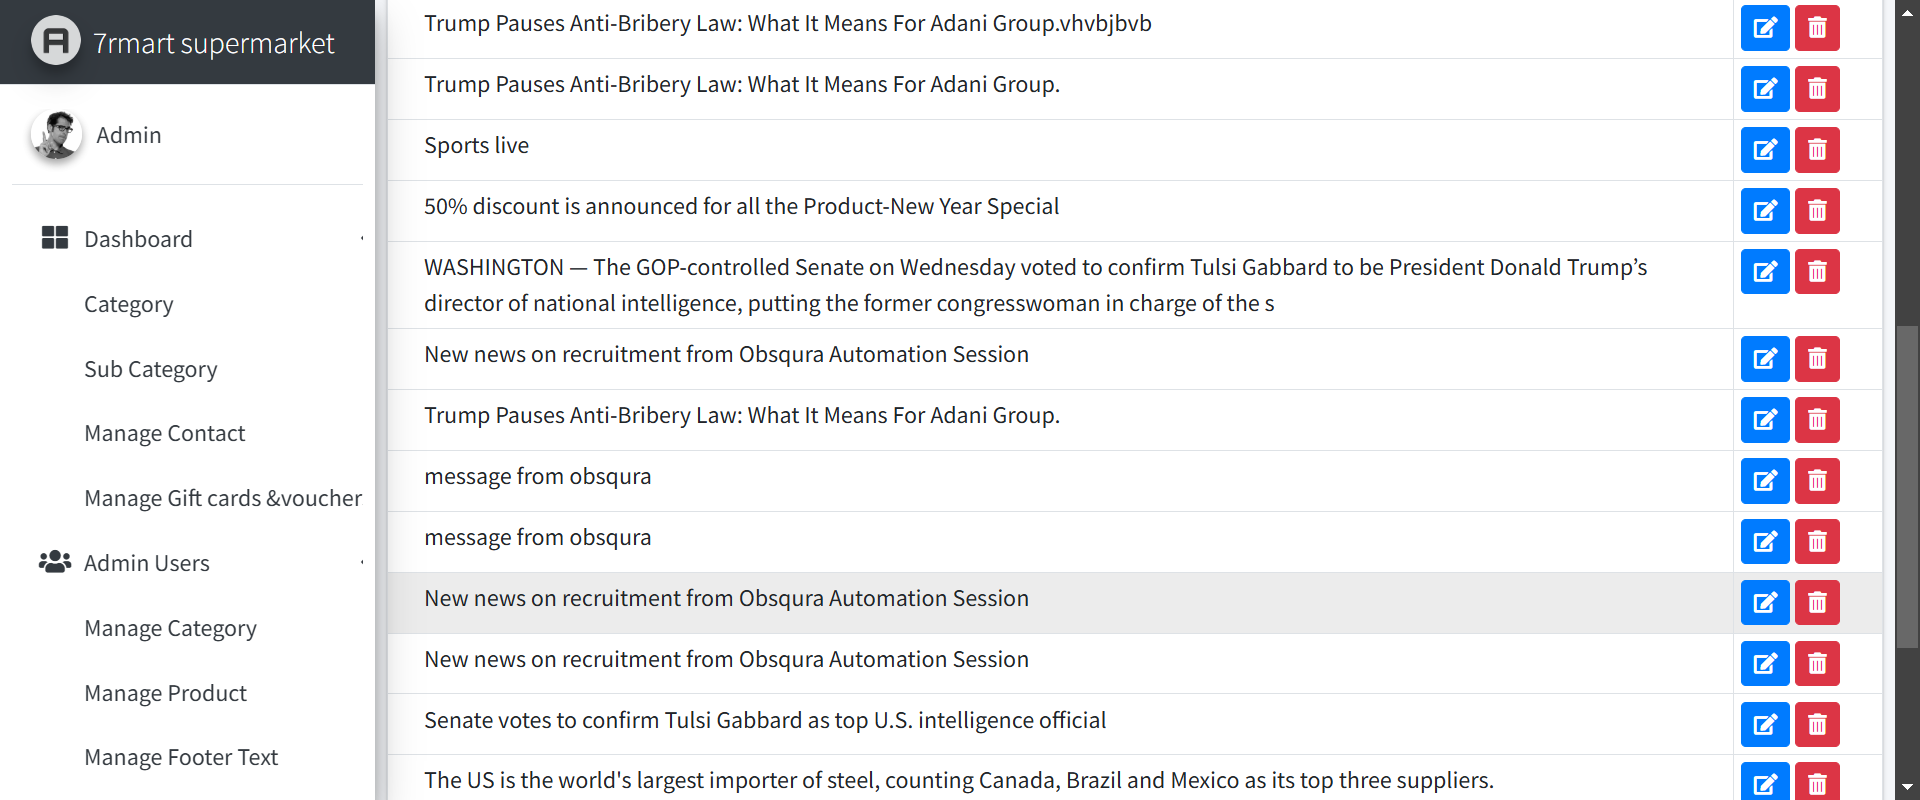 7rmart supermarket
Admin
Dashboard
Category
Sub Category
Manage Contact
Manage Gift cards &voucher
Admin Users
Manage Category
Manage Product
Manage Footer Text
Trump Pauses Anti-Bribery Law: What It Means For Adani Group.vhvbjbvb
Trump Pauses Anti-Bribery Law: What It Means For Adani Group.
Sports live
50% discount is announced for all the Product-New Year Special
WASHINGTON — The GOP-controlled Senate on Wednesday voted to confirm Tulsi Gabbard to be President Donald Trump’s
director of national intelligence, putting the former congresswoman in charge of the s
New news on recruitment from Obsqura Automation Session
Trump Pauses Anti-Bribery Law: What It Means For Adani Group.
message from obsqura
message from obsqura
New news on recruitment from Obsqura Automation Session
New news on recruitment from Obsqura Automation Session
Senate votes to confirm Tulsi Gabbard as top U.S. intelligence official
The US is the world's largest importer of steel, counting Canada, Brazil and Mexico as its top three suppliers.